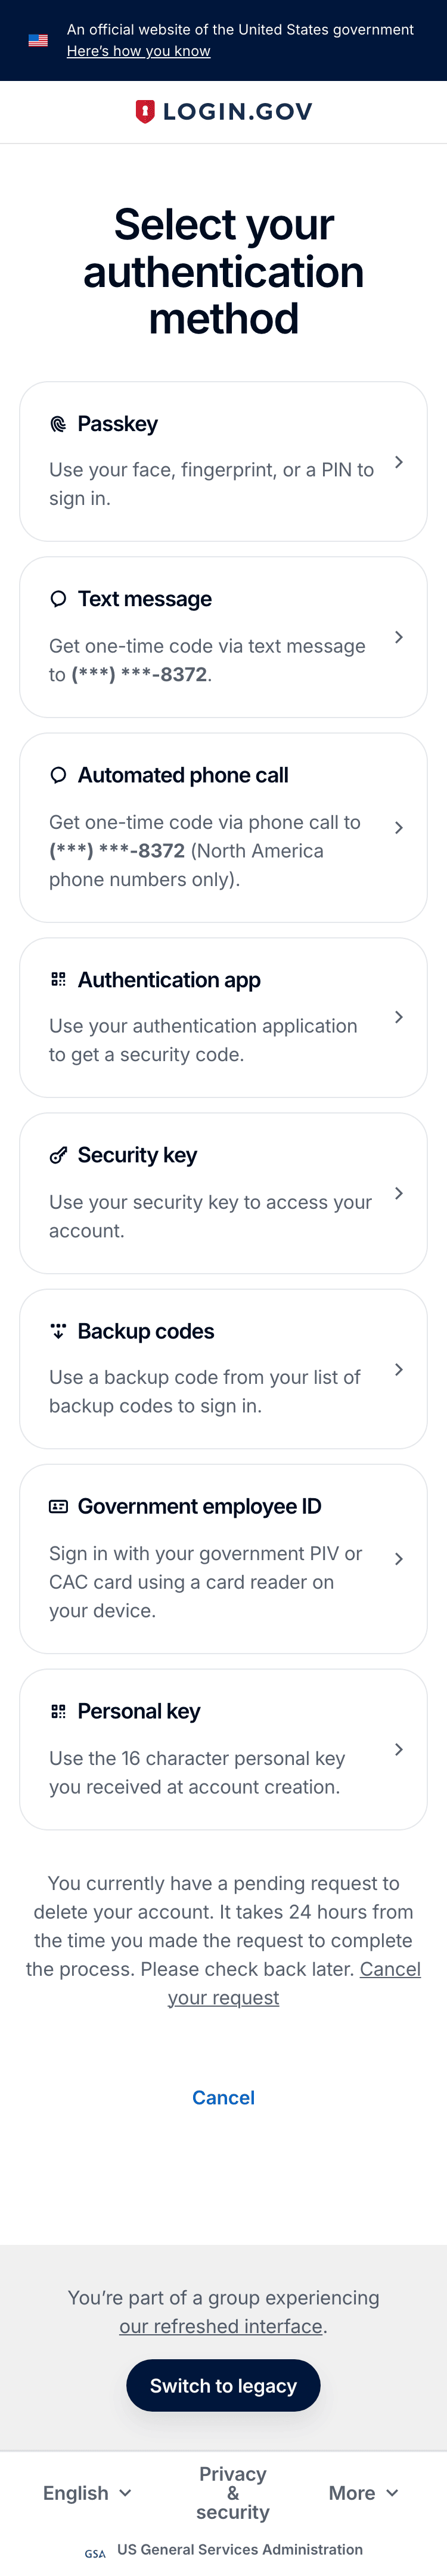 An official website of the United States government
Here’s how you know
LOGIN.GOV
Select your
authentication
method
Passkey
Use your face, fingerprint, or a PIN to
sign in.
Text message
Get one-time code via text message
to (***) ***-8372.
Automated phone call
Get one-time code via phone call to
(***) ***-8372 (North America
phone numbers only).
Authentication app
Use your authentication application
to get a security code.
Security key
Use your security key to access your
account.
Backup codes
Use a backup code from your list of
backup codes to sign in.
Government employee ID
Sign in with your government PIV or
CAC card using a card reader on
your device.
Personal key
Use the 16 character personal key
you received at account creation.
You currently have a pending request to
delete your account. It takes 24 hours from
the time you made the request to complete
the process. Please check back later. Cancel
your request
Cancel
You’re part of a group experiencing
our refreshed interface.
Switch to legacy
English
Privacy
&
security
More
GSA US General Services Administration